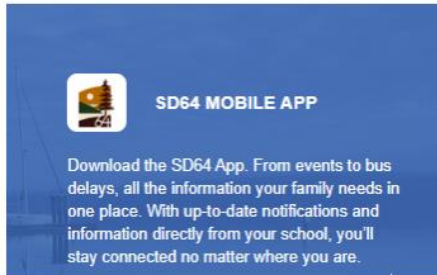 64
SD64 MOBILE APP
Download the SD64 App. From events to bus
delays, all the information your family needs in
one place. With up-to-date notifications and
information directly from your school, you'll
stay connected no matter where you are.